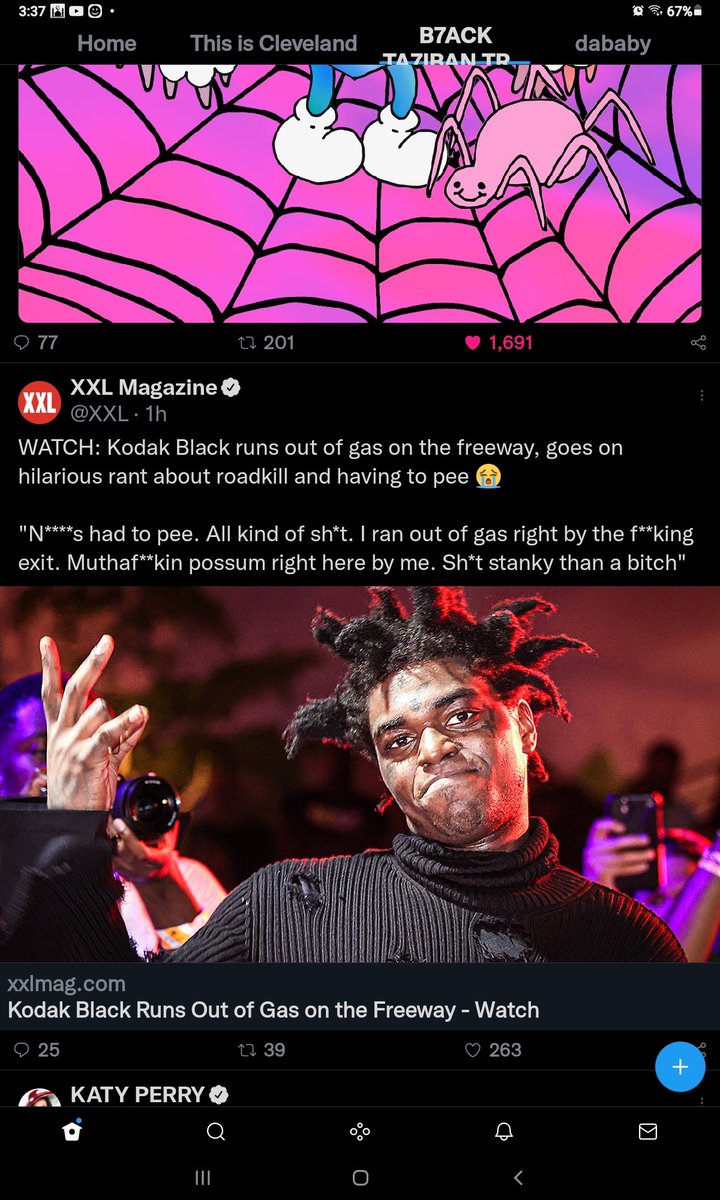 3:37 67%
Home This is Cleveland B7ACK dababy
TAZIBAN TR...
77 201 1,691
XXL XXL Magazine
@XXL · 1h
WATCH: Kodak Black runs out of gas on the freeway, goes on
hilarious rant about roadkill and having to pee 😭
"N****s had to pee. All kind of sh*t. I ran out of gas right by the f**king
exit. Muthaf**kin possum right here by me. Sh*t stanky than a bitch"
xxlmag.com
Kodak Black Runs Out of Gas on the Freeway - Watch
25 39 263
KATY PERRY